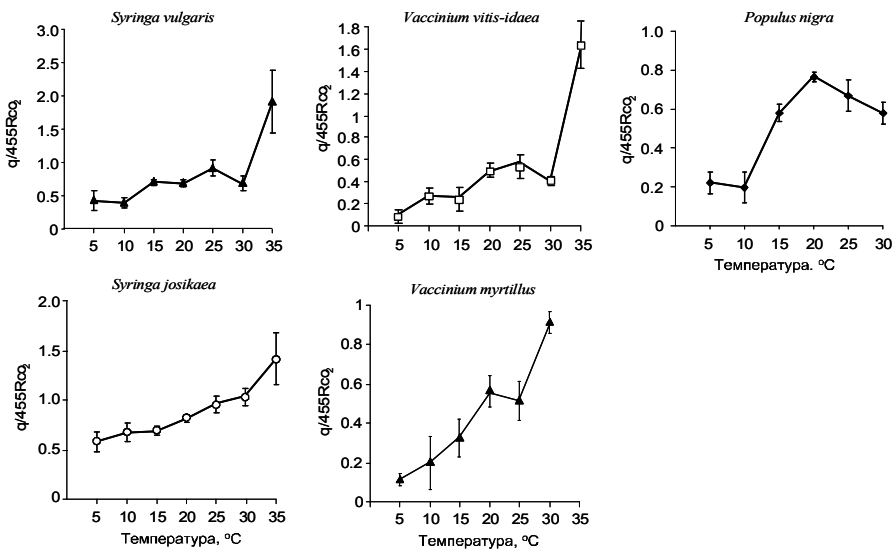 Syringa vulgaris
q/455Rco2
3.0
2.5
2.0
1.5
1.0
0.5
0
5 10 15 20 25 30 35
Vaccinium vitis-idaea
q/455Rco2
1.8
1.6
1.4
1.2
1
0.8
0.6
0.4
0.2
0
5 10 15 20 25 30 35
Populus nigra
q/455Rco2
1.0
0.8
0.6
0.4
0.2
0
5 10 15 20 25 30
Температура. °C
Syringa josikaea
q/455Rco2
2.0
1.5
1.0
0.5
0
5 10 15 20 25 30 35
Температура, °C
Vaccinium myrtillus
q/455Rco2
1
0.8
0.6
0.4
0.2
0
5 10 15 20 25 30 35
Температура, °C